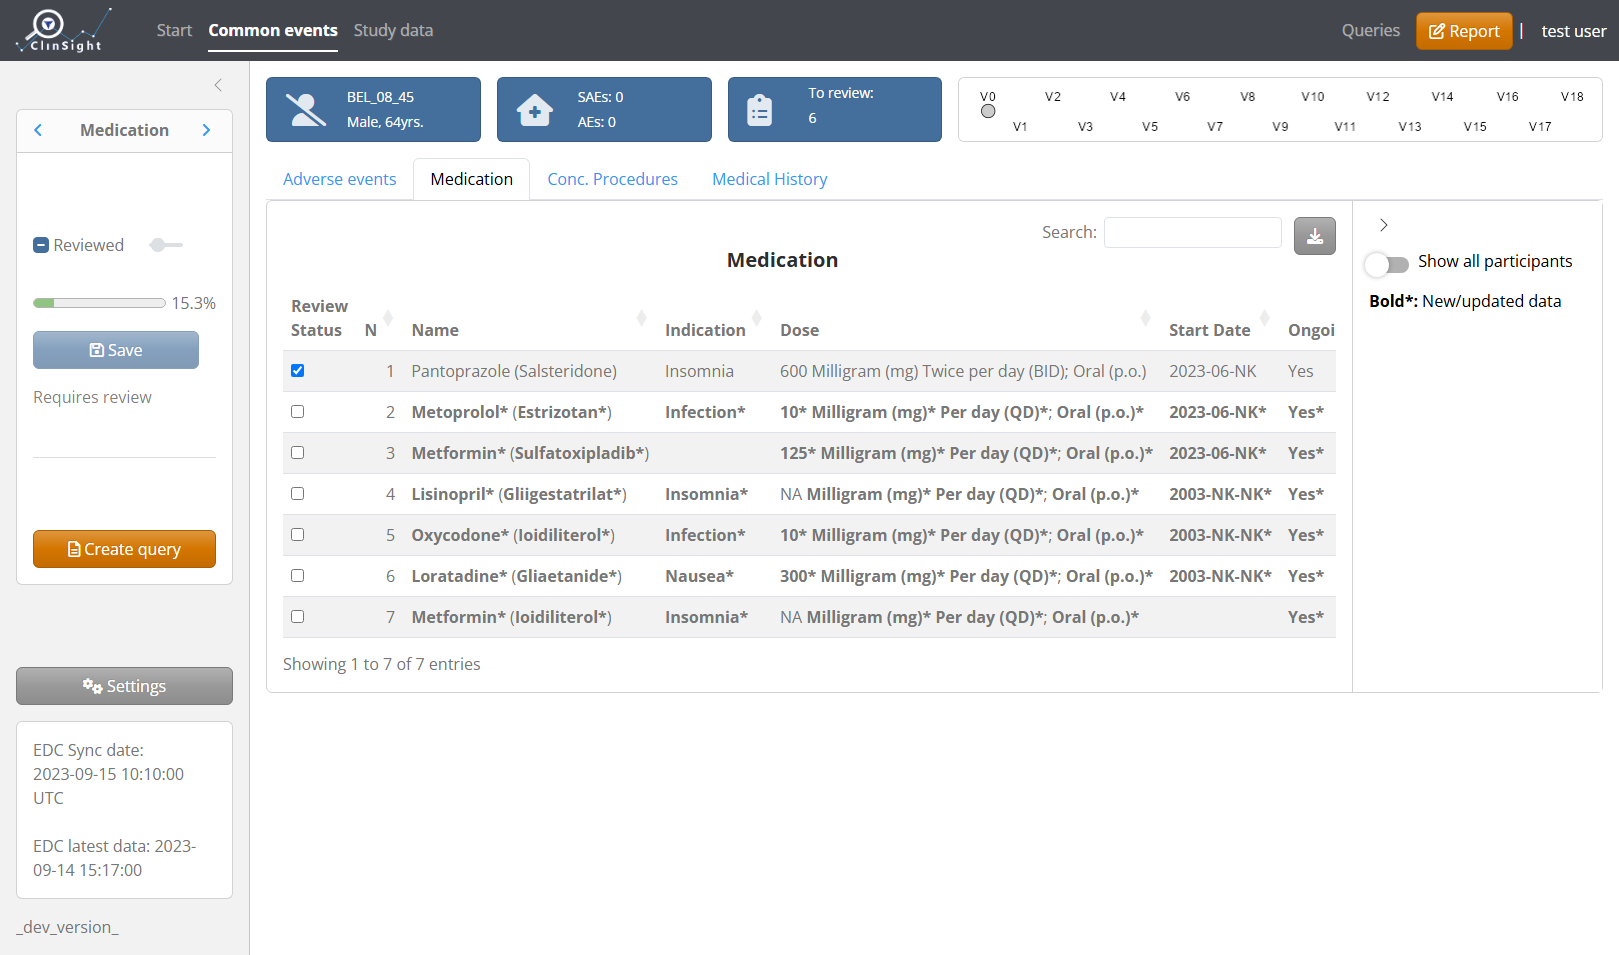 ClinSight
Start Common events Study data Queries Report | test user
Medication
Reviewed
15.3%
Save
Requires review
Create query
Settings
EDC Sync date:
2023-09-15 10:10:00
UTC
EDC latest data: 2023-
09-14 15:17:00
_dev_version_
BEL_08_45
Male, 64yrs.
SAEs: 0
AEs: 0
To review:
6
V0 V2 V4 V6 V8 V10 V12 V14 V16 V18
V1 V3 V5 V7 V9 V11 V13 V15 V17
Adverse events Medication Conc. Procedures Medical History
Search:
Medication
Review
Status N Name Indication Dose Start Date Ongoi
1 Pantoprazole (Salsteridone) Insomnia 600 Milligram (mg) Twice per day (BID); Oral (p.o.) 2023-06-NK Yes
2 Metoprolol* (Estrizotan*) Infection* 10* Milligram (mg)* Per day (QD)*; Oral (p.o.)* 2023-06-NK* Yes*
3 Metformin* (Sulfatoxipladib*) 125* Milligram (mg)* Per day (QD)*; Oral (p.o.)* 2023-06-NK* Yes*
4 Lisinopril* (Gliigestatrilat*) Insomnia* NA Milligram (mg)* Per day (QD)*; Oral (p.o.)* 2003-NK-NK* Yes*
5 Oxycodone* (Ioidiliterol*) Infection* 10* Milligram (mg)* Per day (QD)*; Oral (p.o.)* 2003-NK-NK* Yes*
6 Loratadine* (Gliaetanide*) Nausea* 300* Milligram (mg)* Per day (QD)*; Oral (p.o.)* 2003-NK-NK* Yes*
7 Metformin* (Ioidiliterol*) Insomnia* NA Milligram (mg)* Per day (QD)*; Oral (p.o.)* Yes*
Showing 1 to 7 of 7 entries
Show all participants
Bold*: New/updated data